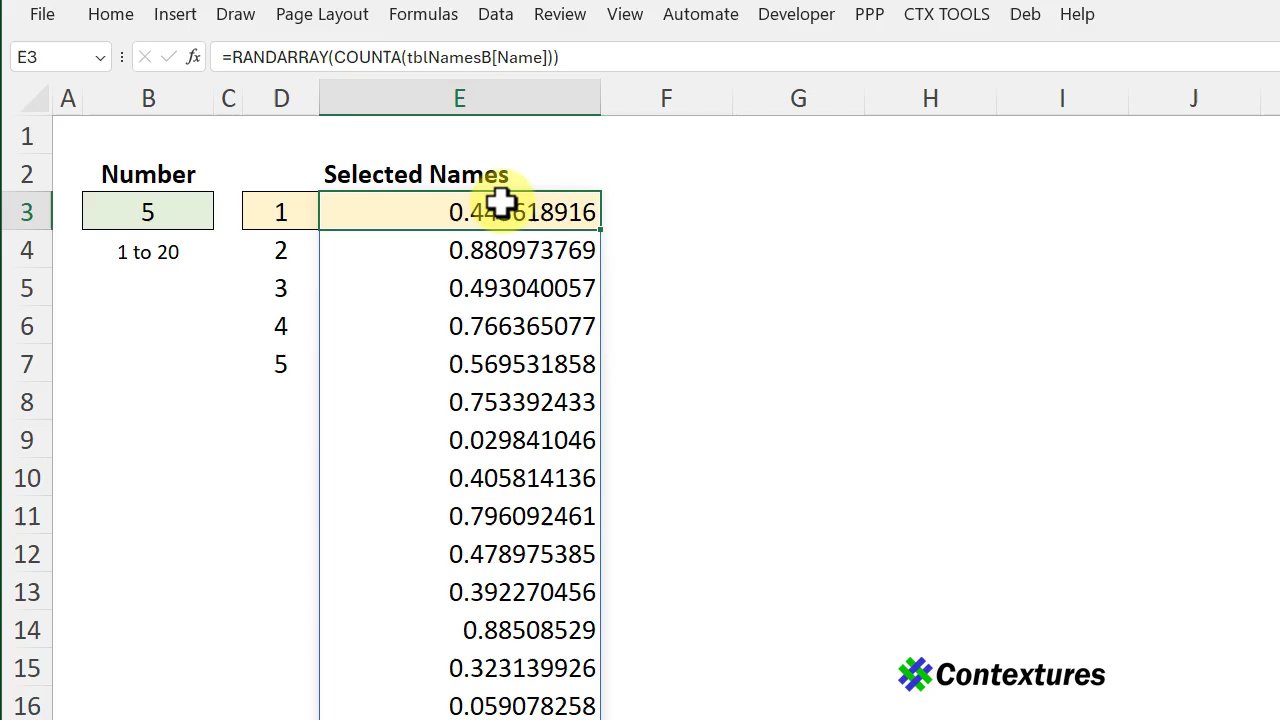 File Home Insert Draw Page Layout Formulas Data Review View Automate Developer PPP CTX TOOLS Deb Help
E3 fx =RANDARRAY(COUNTA(tblNamesB[Name]))
A B C D E F G H I J
1
2 Number Selected Names
3 5 1
4 1 to 20 2 0.880973769
5 3 0.493040057
6 4 0.766365077
7 5 0.569531858
8 0.753392433
9 0.029841046
10 0.405814136
11 0.796092461
12 0.478975385
13 0.392270456
14 0.88508529
15 0.323139926
16 0.059078258
Contextures